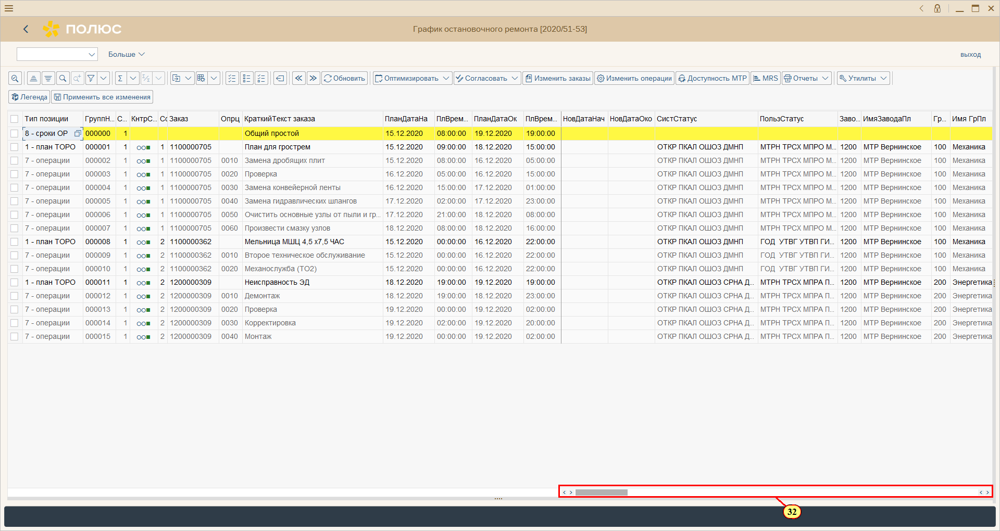 ПОЛЮС
График остановочного ремонта [2020/51-53]
Больше
выход
Обновить Оптимизировать Согласовать Изменить заказы Изменить операции Доступность МТР MRS Отчеты Утилиты
Легенда Применить все изменения
Тип позиции ГруппН... С... КнтрС... Сс Заказ Опрц КраткийТекст заказа ПланДатаНа ПлВрем... ПланДатаОк ПлВрем... НовДатаНач НовДатаОко СистСтатус ПользСтатус Заво... ИмяЗаводаПл Гр... Имя ГрПл
8 - сроки ОР 000000 1 Общий простой 15.12.2020 08:00:00 19.12.2020 19:00:00
1 - план ТОРО 000001 1 1 1100000705 План для грострем 15.12.2020 09:00:00 18.12.2020 15:00:00 ОТКР ПКАЛ ОШОЗ ДМНП МТРН ТРСХ МПРО М... 1200 МТР Вернинское 100 Механика
7 - операции 000002 1 1 1100000705 0010 Замена дробящих плит 15.12.2020 08:00:00 16.12.2020 05:00:00 ОТКР ПКАЛ ОШОЗ ДМНП МТРН ТРСХ МПРО М... 1200 МТР Вернинское 100 Механика
7 - операции 000003 1 1 1100000705 0020 Проверка 16.12.2020 05:00:00 16.12.2020 15:00:00 ОТКР ПКАЛ ОШОЗ ДМНП МТРН ТРСХ МПРО М... 1200 МТР Вернинское 100 Механика
7 - операции 000004 1 1 1100000705 0030 Замена конвейерной ленты 16.12.2020 15:00:00 17.12.2020 01:00:00 ОТКР ПКАЛ ОШОЗ ДМНП МТРН ТРСХ МПРО М... 1200 МТР Вернинское 100 Механика
7 - операции 000005 1 1 1100000705 0040 Замена гидравлических шлангов 17.12.2020 02:00:00 17.12.2020 23:00:00 ОТКР ПКАЛ ОШОЗ ДМНП МТРН ТРСХ МПРО М... 1200 МТР Вернинское 100 Механика
7 - операции 000006 1 1 1100000705 0050 Очистить основные узлы от пыли и гр... 17.12.2020 21:00:00 18.12.2020 08:00:00 ОТКР ПКАЛ ОШОЗ ДМНП МТРН ТРСХ МПРО М... 1200 МТР Вернинское 100 Механика
7 - операции 000007 1 1 1100000705 0060 Произвести смазку узлов 18.12.2020 08:00:00 18.12.2020 16:00:00 ОТКР ПКАЛ ОШОЗ ДМНП МТРН ТРСХ МПРО М... 1200 МТР Вернинское 100 Механика
1 - план ТОРО 000008 1 2 1100000362 Мельница МШЦ 4,5 х7,5 ЧАС 15.12.2020 00:00:00 16.12.2020 22:00:00 ОТКР ПКАЛ ОШОЗ ДМНП ГОД УТВГ УТВП ГИ... 1200 МТР Вернинское 100 Механика
7 - операции 000009 1 2 1100000362 0010 Второе техническое обслуживание 15.12.2020 00:00:00 16.12.2020 22:00:00 ОТКР ПКАЛ ОШОЗ ДМНП ГОД УТВГ УТВП ГИ... 1200 МТР Вернинское 100 Механика
7 - операции 000010 1 2 1100000362 0020 Механослужба (ТО2) 15.12.2020 00:00:00 16.12.2020 22:00:00 ОТКР ПКАЛ ОШОЗ ДМНП ГОД УТВГ УТВП ГИ... 1200 МТР Вернинское 100 Механика
1 - план ТОРО 000011 1 2 1200000309 Неисправность ЭД 18.12.2020 19:00:00 19.12.2020 19:00:00 ОТКР ПКАЛ ОШОЗ СРНА Д... МТРН ТРСХ МПРА П... 1200 МТР Вернинское 200 Энергетика
7 - операции 000012 1 2 1200000309 0010 Демонтаж 18.12.2020 19:00:00 18.12.2020 23:00:00 ОТКР ПКАЛ ОШОЗ СРНА Д... МТРН ТРСХ МПРА П... 1200 МТР Вернинское 200 Энергетика
7 - операции 000013 1 2 1200000309 0020 Проверка 19.12.2020 00:00:00 19.12.2020 02:00:00 ОТКР ПКАЛ ОШОЗ СРНА Д... МТРН ТРСХ МПРА П... 1200 МТР Вернинское 200 Энергетика
7 - операции 000014 1 2 1200000309 0030 Корректировка 19.12.2020 02:00:00 19.12.2020 20:00:00 ОТКР ПКАЛ ОШОЗ СРНА Д... МТРН ТРСХ МПРА П... 1200 МТР Вернинское 200 Энергетика
7 - операции 000015 1 2 1200000309 0040 Монтаж 19.12.2020 00:00:00 19.12.2020 02:00:00 ОТКР ПКАЛ ОШОЗ СРНА Д... МТРН ТРСХ МПРА П... 1200 МТР Вернинское 200 Энергетика
32